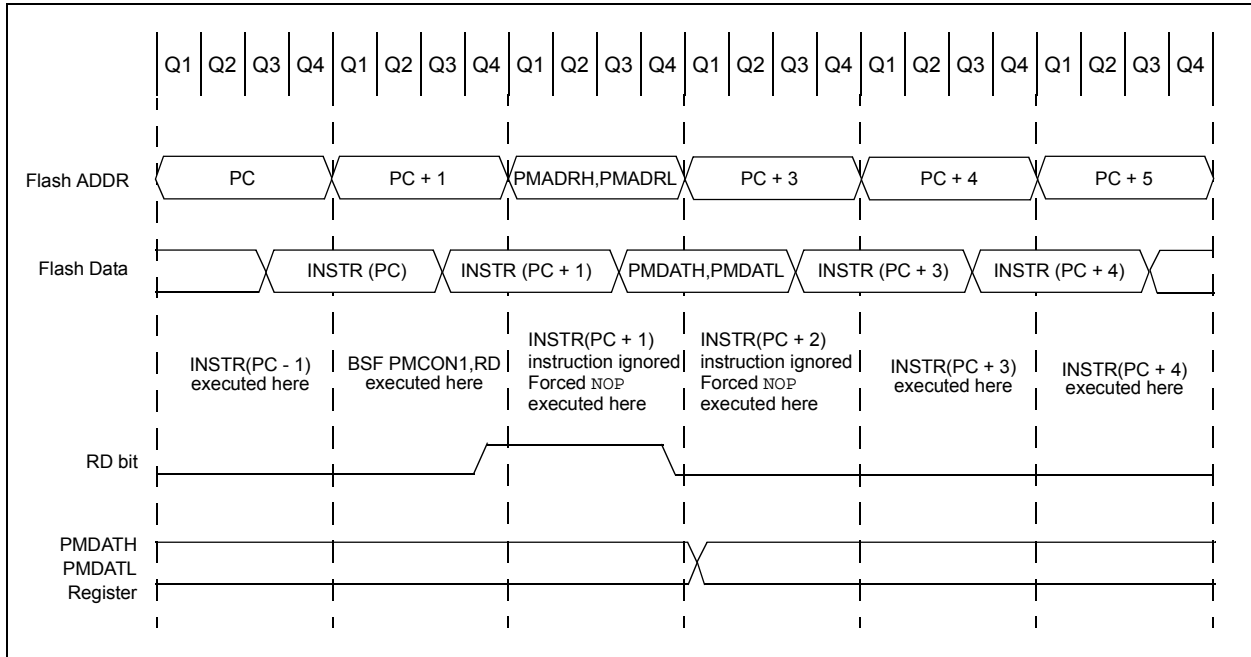 Q1 Q2 Q3 Q4 Q1 Q2 Q3 Q4 Q1 Q2 Q3 Q4 Q1 Q2 Q3 Q4 Q1 Q2 Q3 Q4 Q1 Q2 Q3 Q4
Flash ADDR PC PC + 1 PMADRH,PMADRL PC + 3 PC + 4 PC + 5
Flash Data INSTR (PC) INSTR (PC + 1) PMDATH,PMDATL INSTR (PC + 3) INSTR (PC + 4)
INSTR(PC - 1)
executed here
BSF PMCON1,RD
executed here
INSTR(PC + 1)
instruction ignored
Forced NOP
executed here
INSTR(PC + 2)
instruction ignored
Forced NOP
executed here
INSTR(PC + 3)
executed here
INSTR(PC + 4)
executed here
RD bit
PMDATH
PMDATL
Register